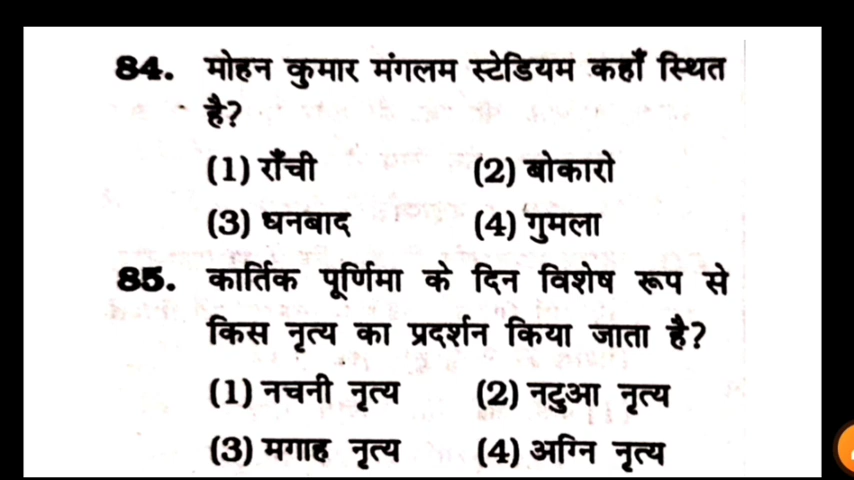 84. मोहन कुमार मंगलम स्टेडियम कहाँ स्थित
है?
(1) राँची (2) बोकारो
(3) धनबाद (4) गुमला
85. कार्तिक पूर्णिमा के दिन विशेष रूप से
किस नृत्य का प्रदर्शन किया जाता है?
(1) नचनी नृत्य (2) नटुआ नृत्य
(3) मगाह नृत्य (4) अग्नि नृत्य